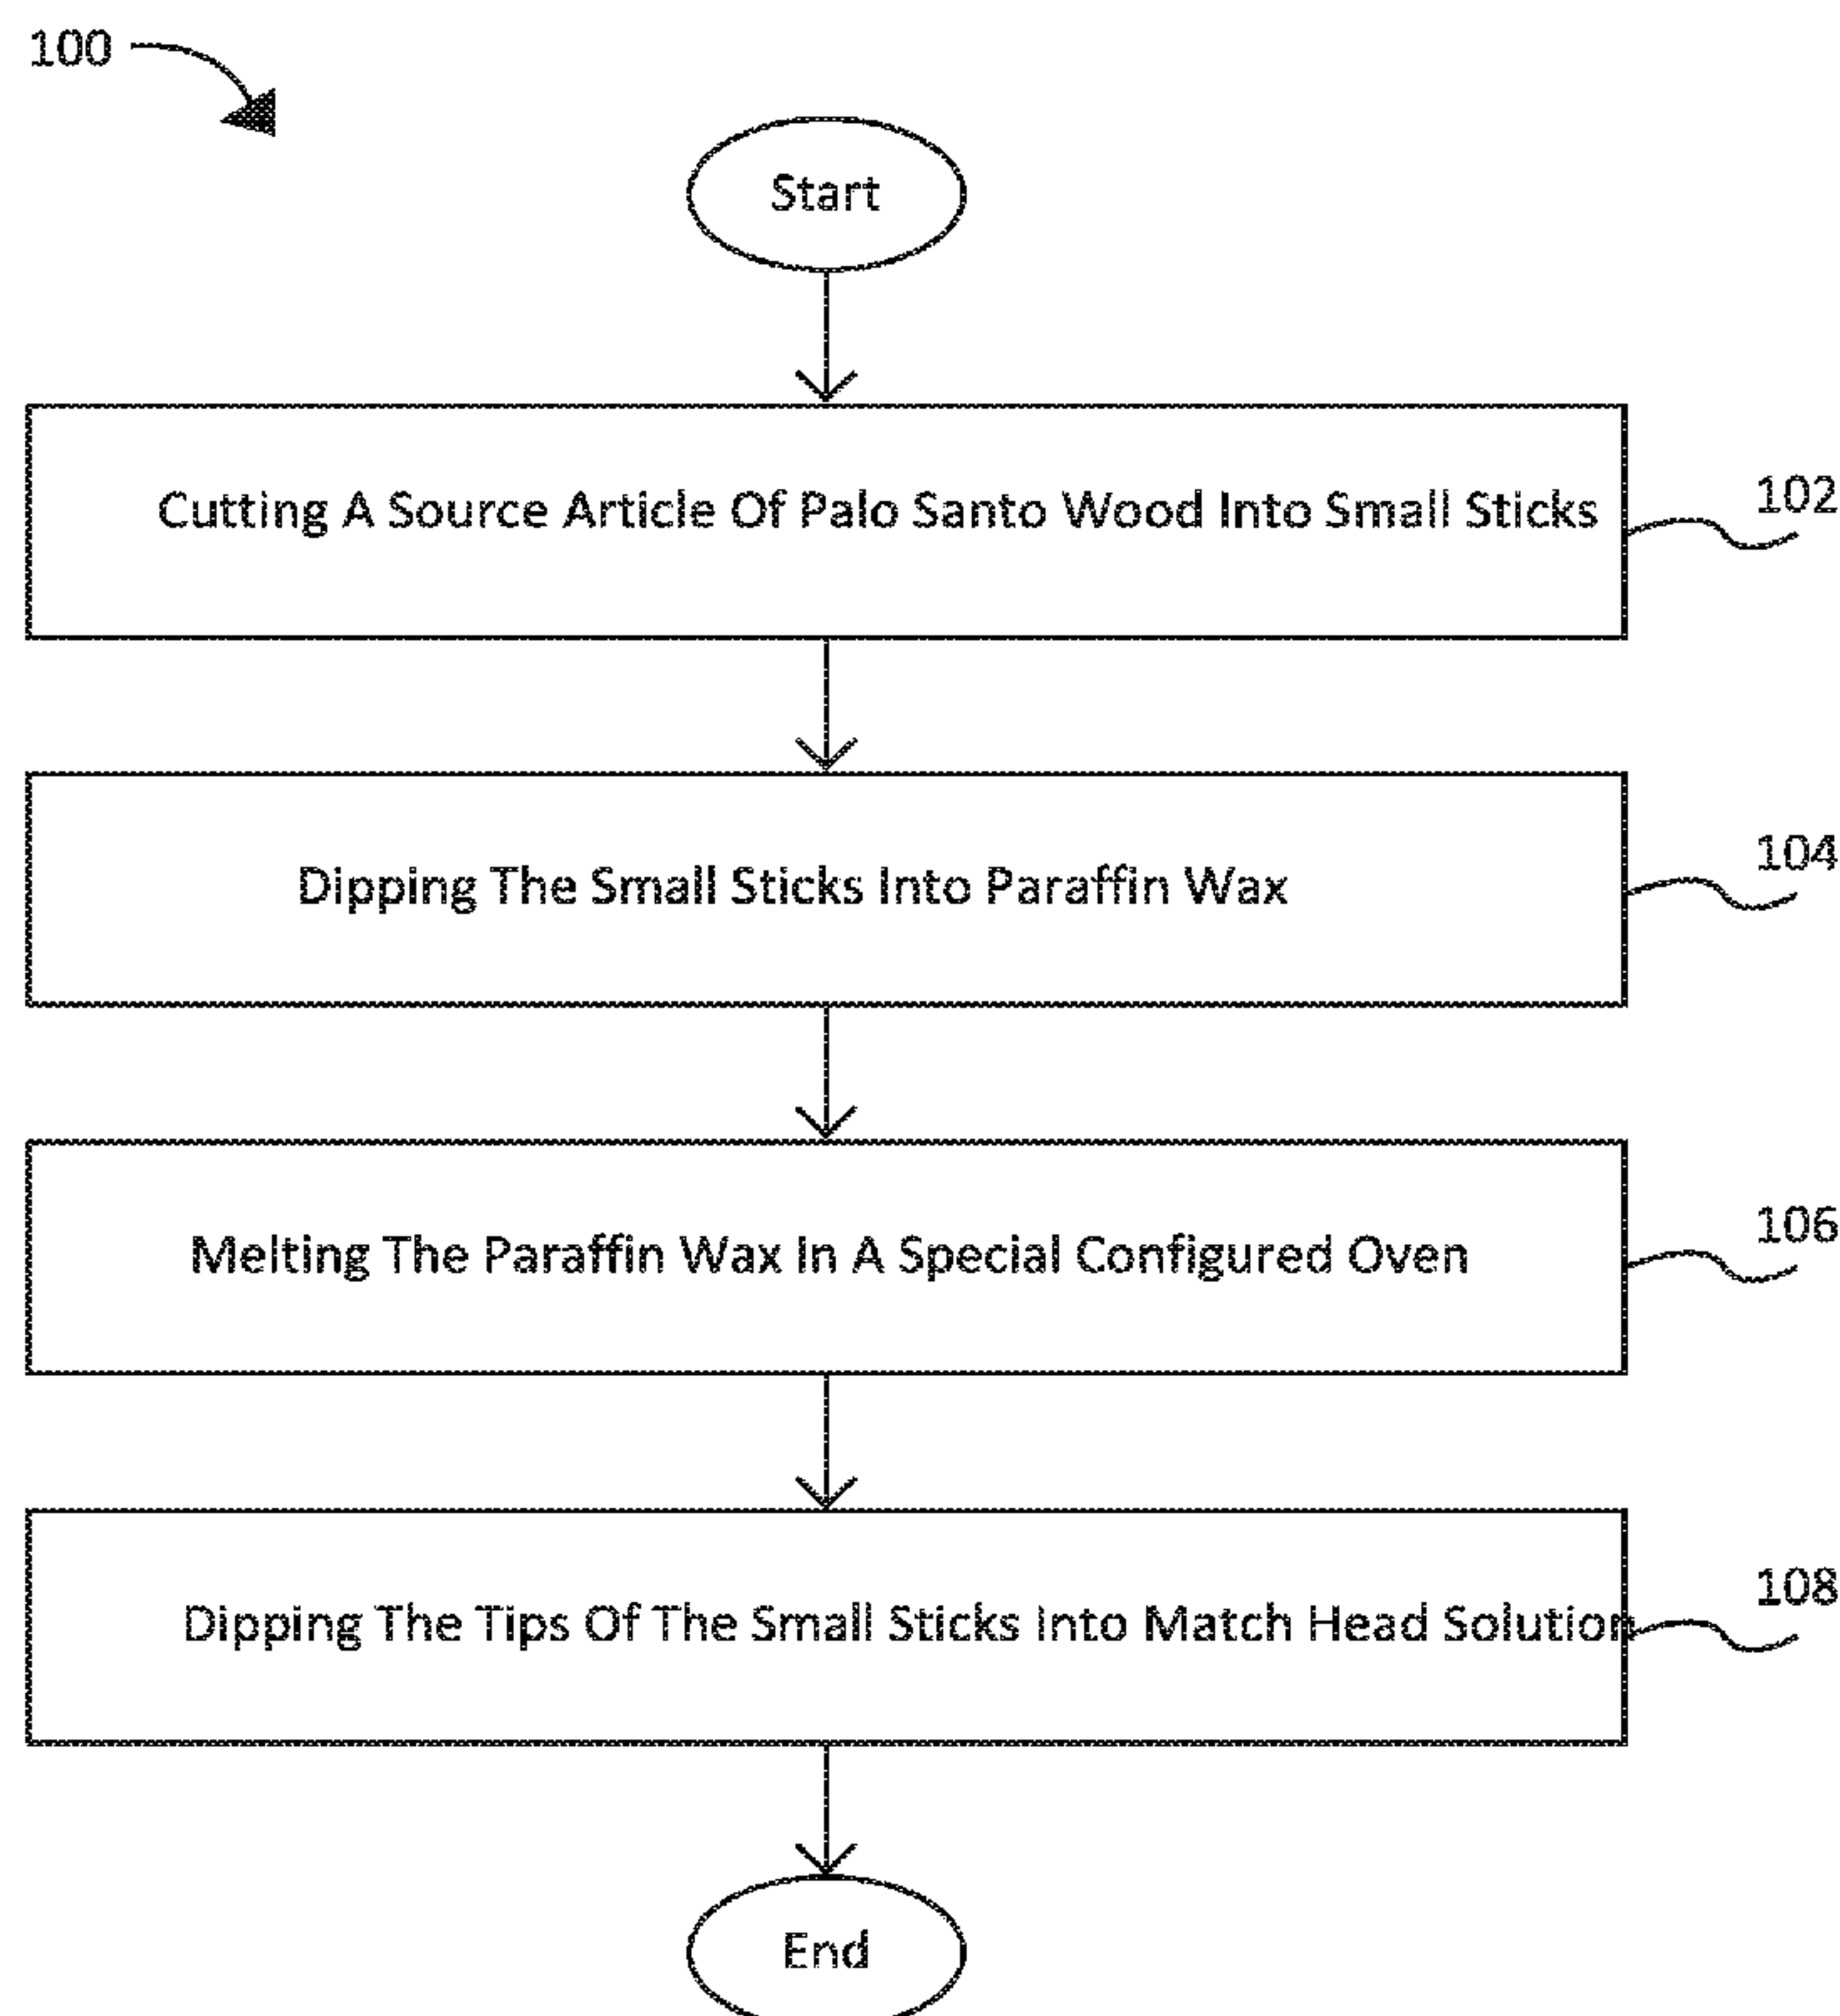 100
Start
Cutting A Source Article Of Palo Santo Wood Into Small Sticks
102
Dipping The Small Sticks Into Paraffin Wax
104
Melting The Paraffin Wax In A Special Configured Oven
106
Dipping The Tips Of The Small Sticks Into Match Head Solution
108
End